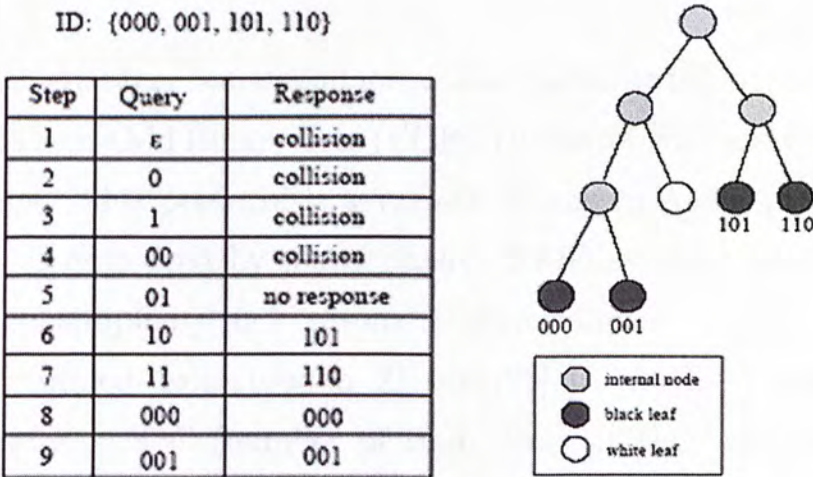 ID: {000, 001, 101, 110}
Step Query Response
1 ε collision
2 0 collision
3 1 collision
4 00 collision
5 01 no response
6 10 101
7 11 110
8 000 000
9 001 001
101 110
000 001
internal node
black leaf
white leaf